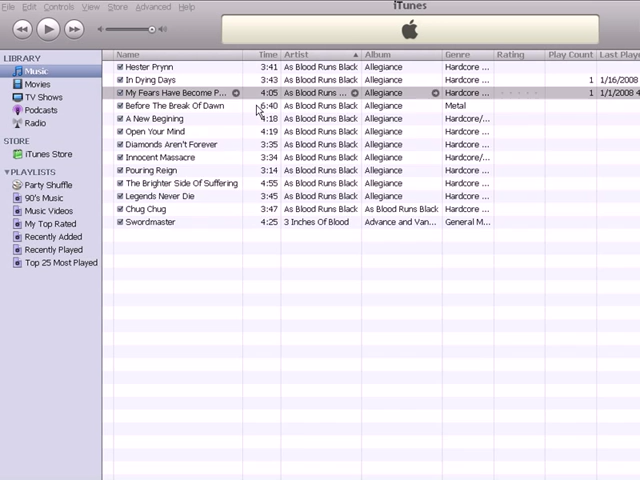 iTunes
File Edit Controls View Store Advanced Help
LIBRARY
Music
Movies
TV Shows
Podcasts
Radio
STORE
iTunes Store
PLAYLISTS
Party Shuffle
90's Music
Music Videos
My Top Rated
Recently Added
Recently Played
Top 25 Most Played
Name Time Artist Album Genre Rating Play Count Last Playe
Hester Prynn 3:41 As Blood Runs Black Allegiance Hardcore ...
In Dying Days 3:43 As Blood Runs Black Allegiance Hardcore ... 1 1/16/2008
My Fears Have Become P... 4:05 As Blood Runs ... Allegiance Hardcore ... 1 1/1/2008 4
Before The Break Of Dawn 6:40 As Blood Runs Black Allegiance Metal
A New Begining 4:18 As Blood Runs Black Allegiance Hardcore/...
Open Your Mind 4:19 As Blood Runs Black Allegiance Hardcore ...
Diamonds Aren't Forever 3:35 As Blood Runs Black Allegiance Hardcore ...
Innocent Massacre 3:34 As Blood Runs Black Allegiance Hardcore/...
Pouring Reign 3:14 As Blood Runs Black Allegiance Hardcore ...
The Brighter Side Of Suffering 4:55 As Blood Runs Black Allegiance Hardcore ...
Legends Never Die 3:45 As Blood Runs Black Allegiance Hardcore ...
Chug Chug 3:47 As Blood Runs Black As Blood Runs Black Hardcore ...
Swordmaster 4:25 3 Inches Of Blood Advance and Van... General M...